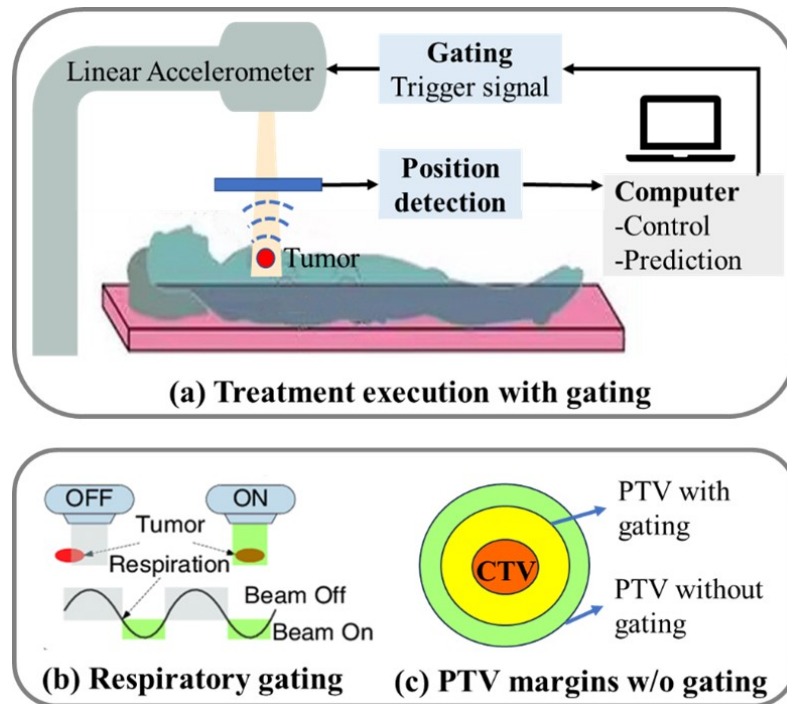 Linear Accelerometer
Gating
Trigger signal
Position
detection
Computer
-Control
-Prediction
Tumor
(a) Treatment execution with gating
OFF
ON
Tumor
Respiration
Beam Off
Beam On
(b) Respiratory gating
PTV with
gating
CTV
PTV without
gating
(c) PTV margins w/o gating